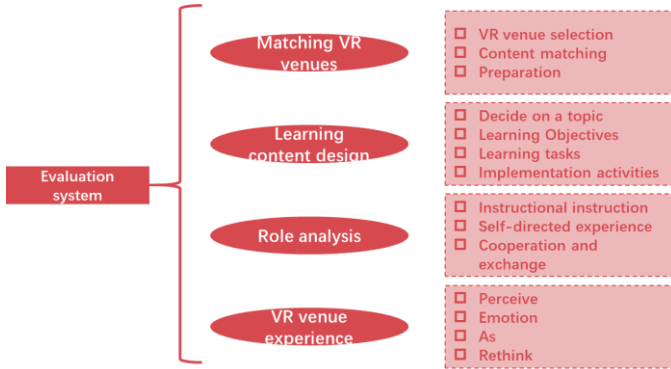 Evaluation
system
Matching VR
venues
VR venue selection
Content matching
Preparation
Learning
content design
Decide on a topic
Learning Objectives
Learning tasks
Implementation activities
Role analysis
Instructional instruction
Self-directed experience
Cooperation and
exchange
VR venue
experience
Perceive
Emotion
As
Rethink